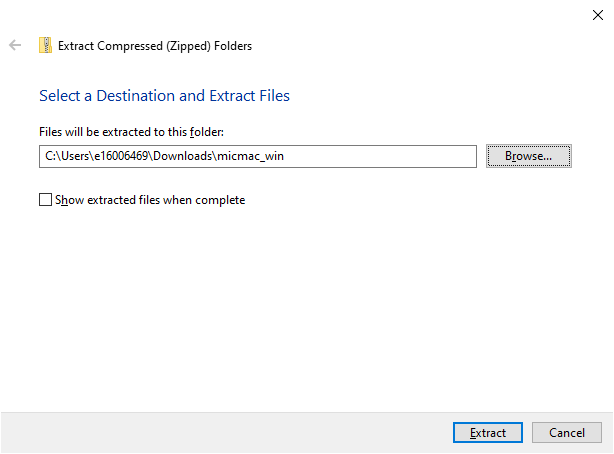 Extract Compressed (Zipped) Folders
Select a Destination and Extract Files
Files will be extracted to this folder:
C:\Users\e16006469\Downloads\micmac_win
Browse...
Show extracted files when complete
Extract
Cancel